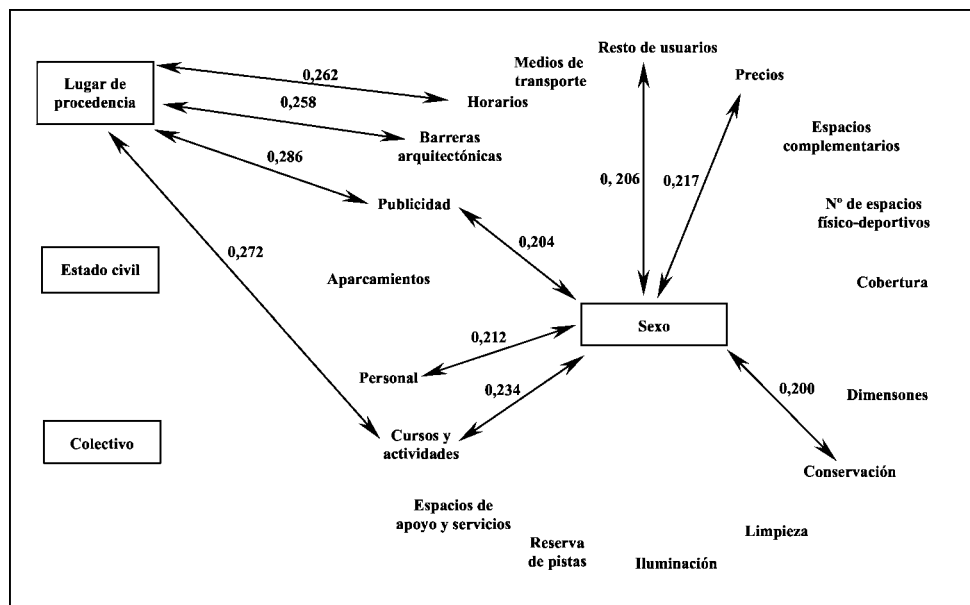 Resto de usuarios
Medios de
transporte
0,262
Precios
Lugar de
procedencia
0,258
Horarios
Espacios
complementarios
Barreras
arquitectónicas
0,286
0, 206
0,217
Publicidad
Nº de espacios
físico-deportivos
0,204
0,272
Estado civil
Aparcamientos
Cobertura
Sexo
0,212
Personal
0,234
0,200
Dimensones
Colectivo
Cursos y
actividades
Conservación
Espacios de
apoyo y servicios
Limpieza
Reserva
de pistas
Iluminación